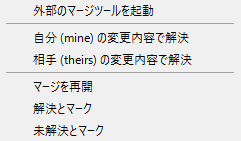 外部のマージツールを起動
自分 (mine) の変更内容で解決
相手 (theirs) の変更内容で解決
マージを再開
解決とマーク
未解決とマーク